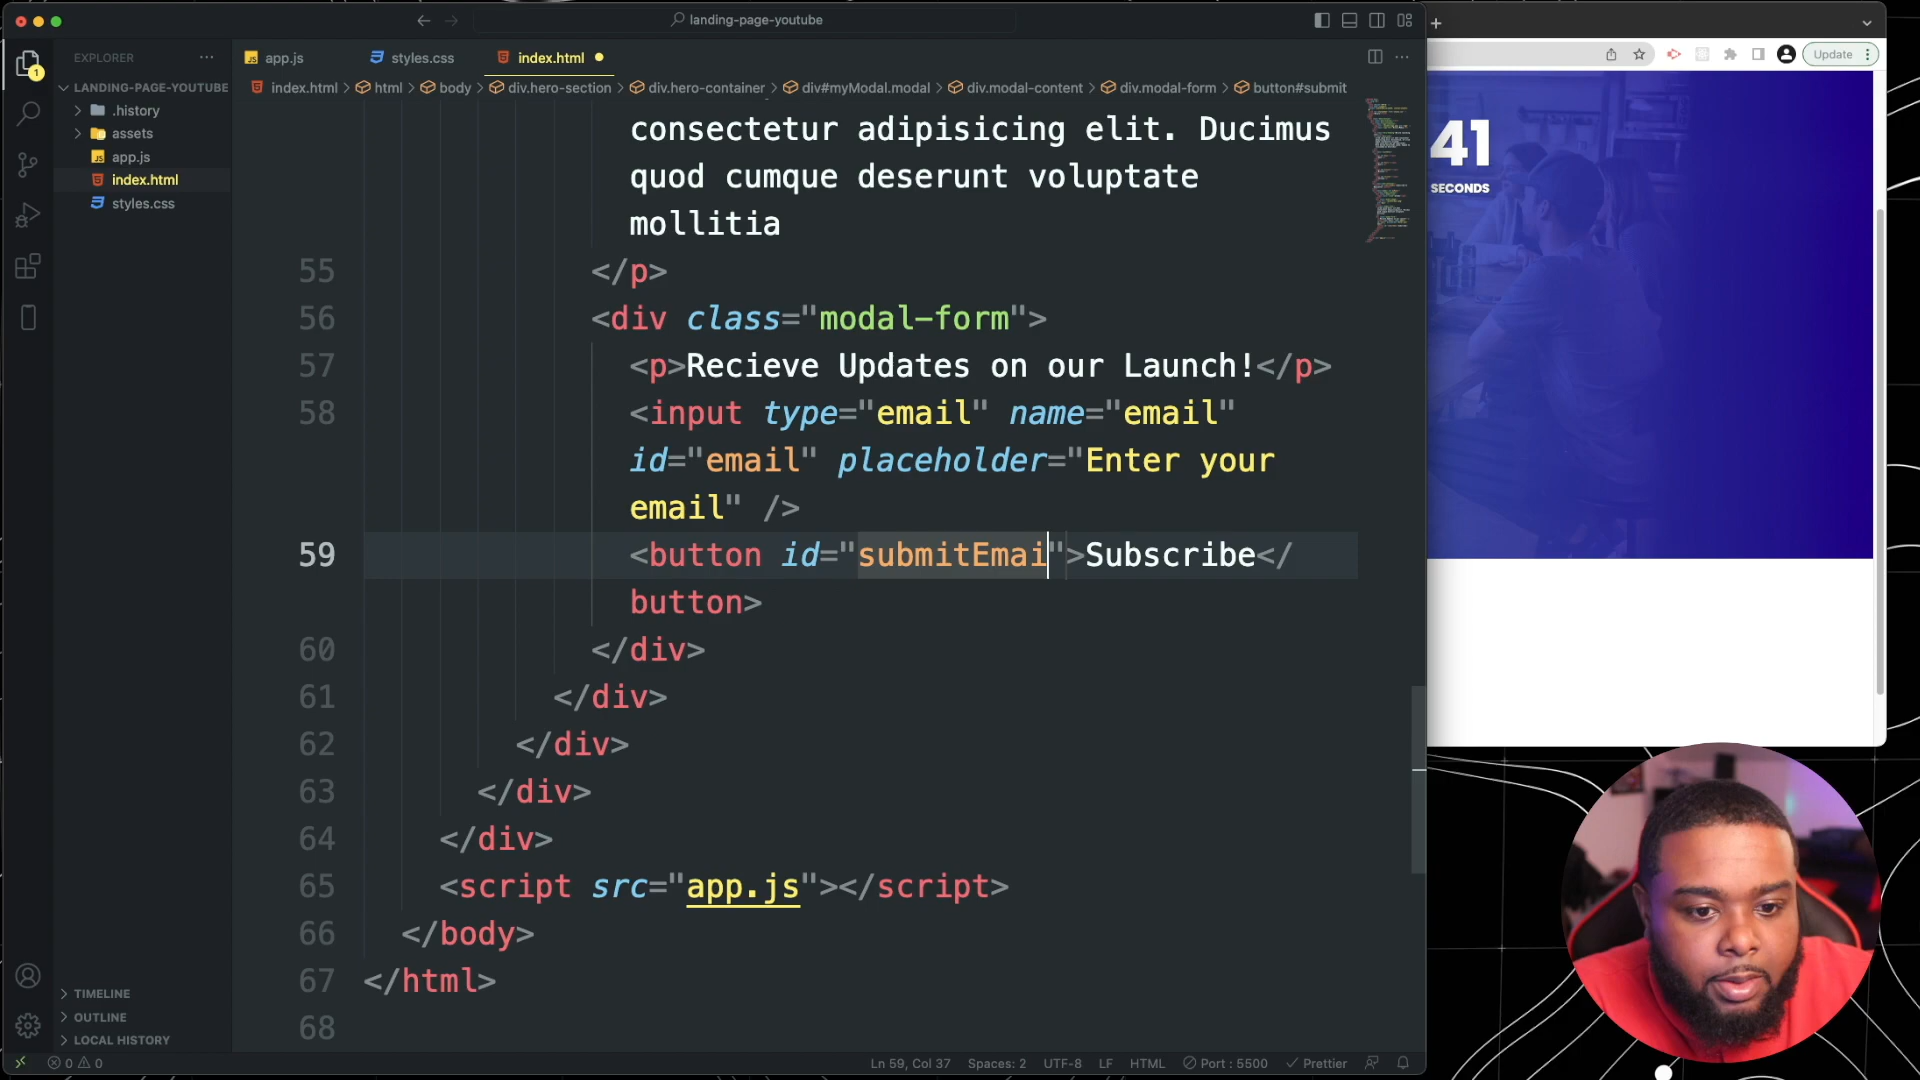 landing-page-youtube
Update
EXPLORER
app.js
styles.css
index.html
1
LANDING-PAGE-YOUTUBE
index.html
html
body
div.hero-section
div.hero-container
div#myModal.modal
div.modal-content
div.modal-form
button#submit
.history
assets
JS app.js
index.html
styles.css
consectetur adipisicing elit. Ducimus
quod cumque deserunt voluptate
mollitia
55 </p>
56 <div class="modal-form">
57 <p>Recieve Updates on our Launch!</p>
58 <input type="email" name="email"
id="email" placeholder="Enter your
email" />
59 <button id="submitEmai">Subscribe</
button>
60 </div>
61 </div>
62 </div>
63 </div>
64 </div>
65 <script src="app.js"></script>
66 </body>
67 </html>
68
41
SECONDS
TIMELINE
OUTLINE
LOCAL HISTORY
0 0
Ln 59, Col 37
Spaces: 2
UTF-8
LF
HTML
Port : 5500
Prettier